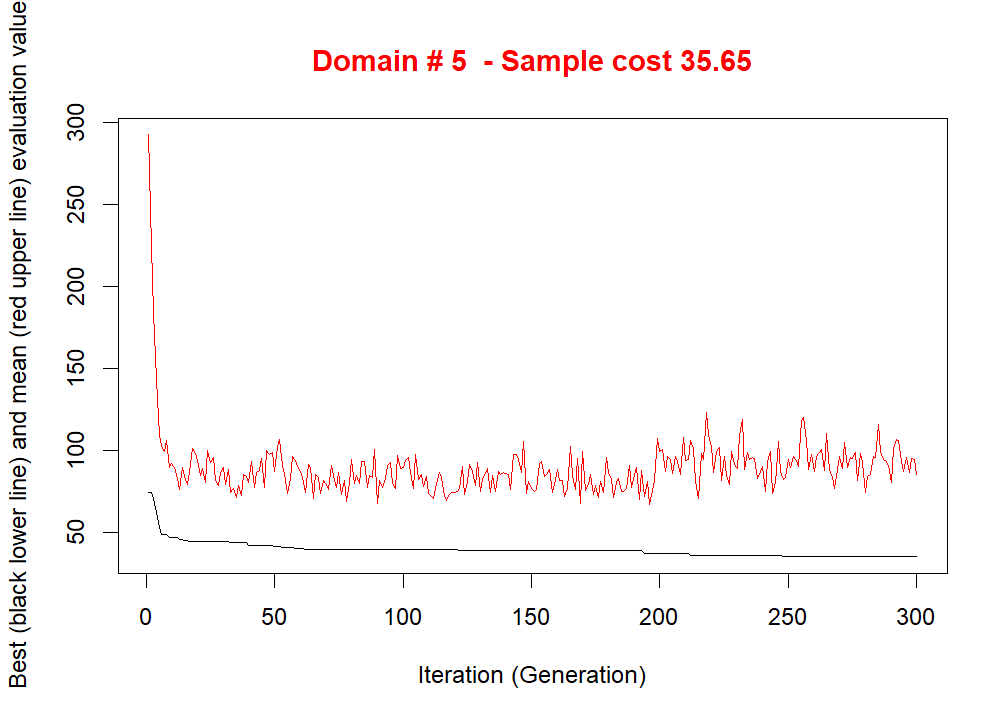 Domain # 5  - Sample cost 35.65
Best (black lower line) and mean (red upper line) evaluation value
300
250
200
150
100
50
0 50 100 150 200 250 300
Iteration (Generation)